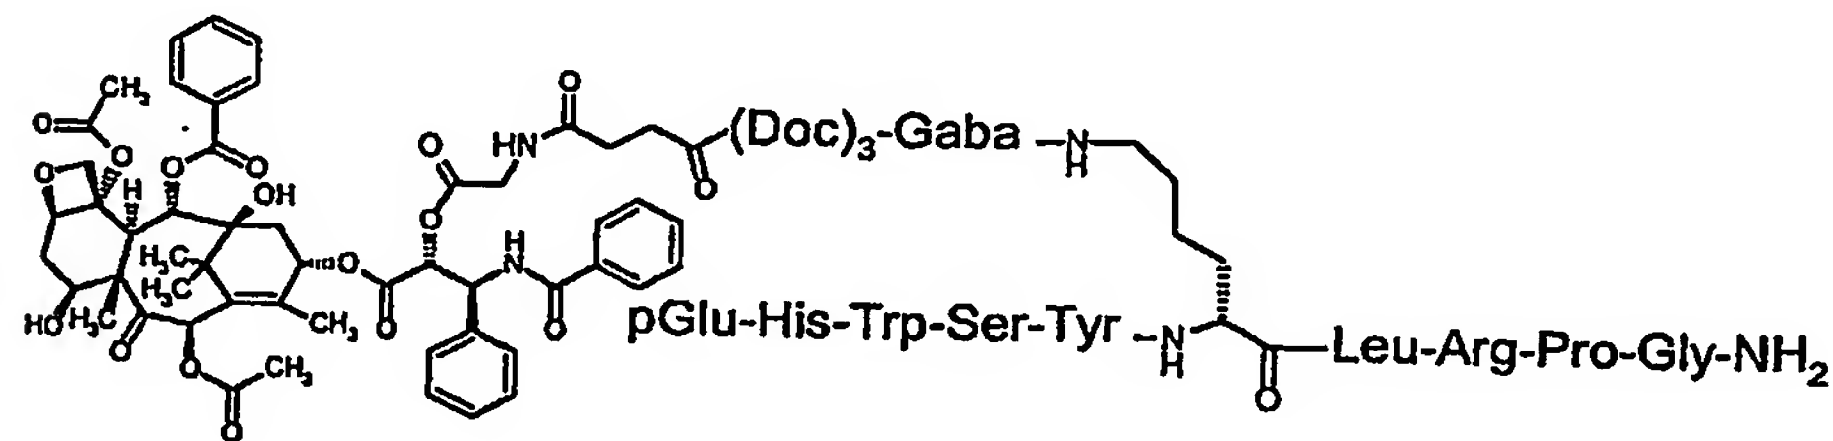 CH₃
O
O
O
O
O
H
OH
O
HN
O
O
O
(Doc)₃-Gaba
N
H
H₃C
H₃C
O
O
H
N
O
HO
H₃C
O
CH₃
O
O
CH₃
O
pGlu-His-Trp-Ser-Tyr
N
H
O
Leu-Arg-Pro-Gly-NH₂